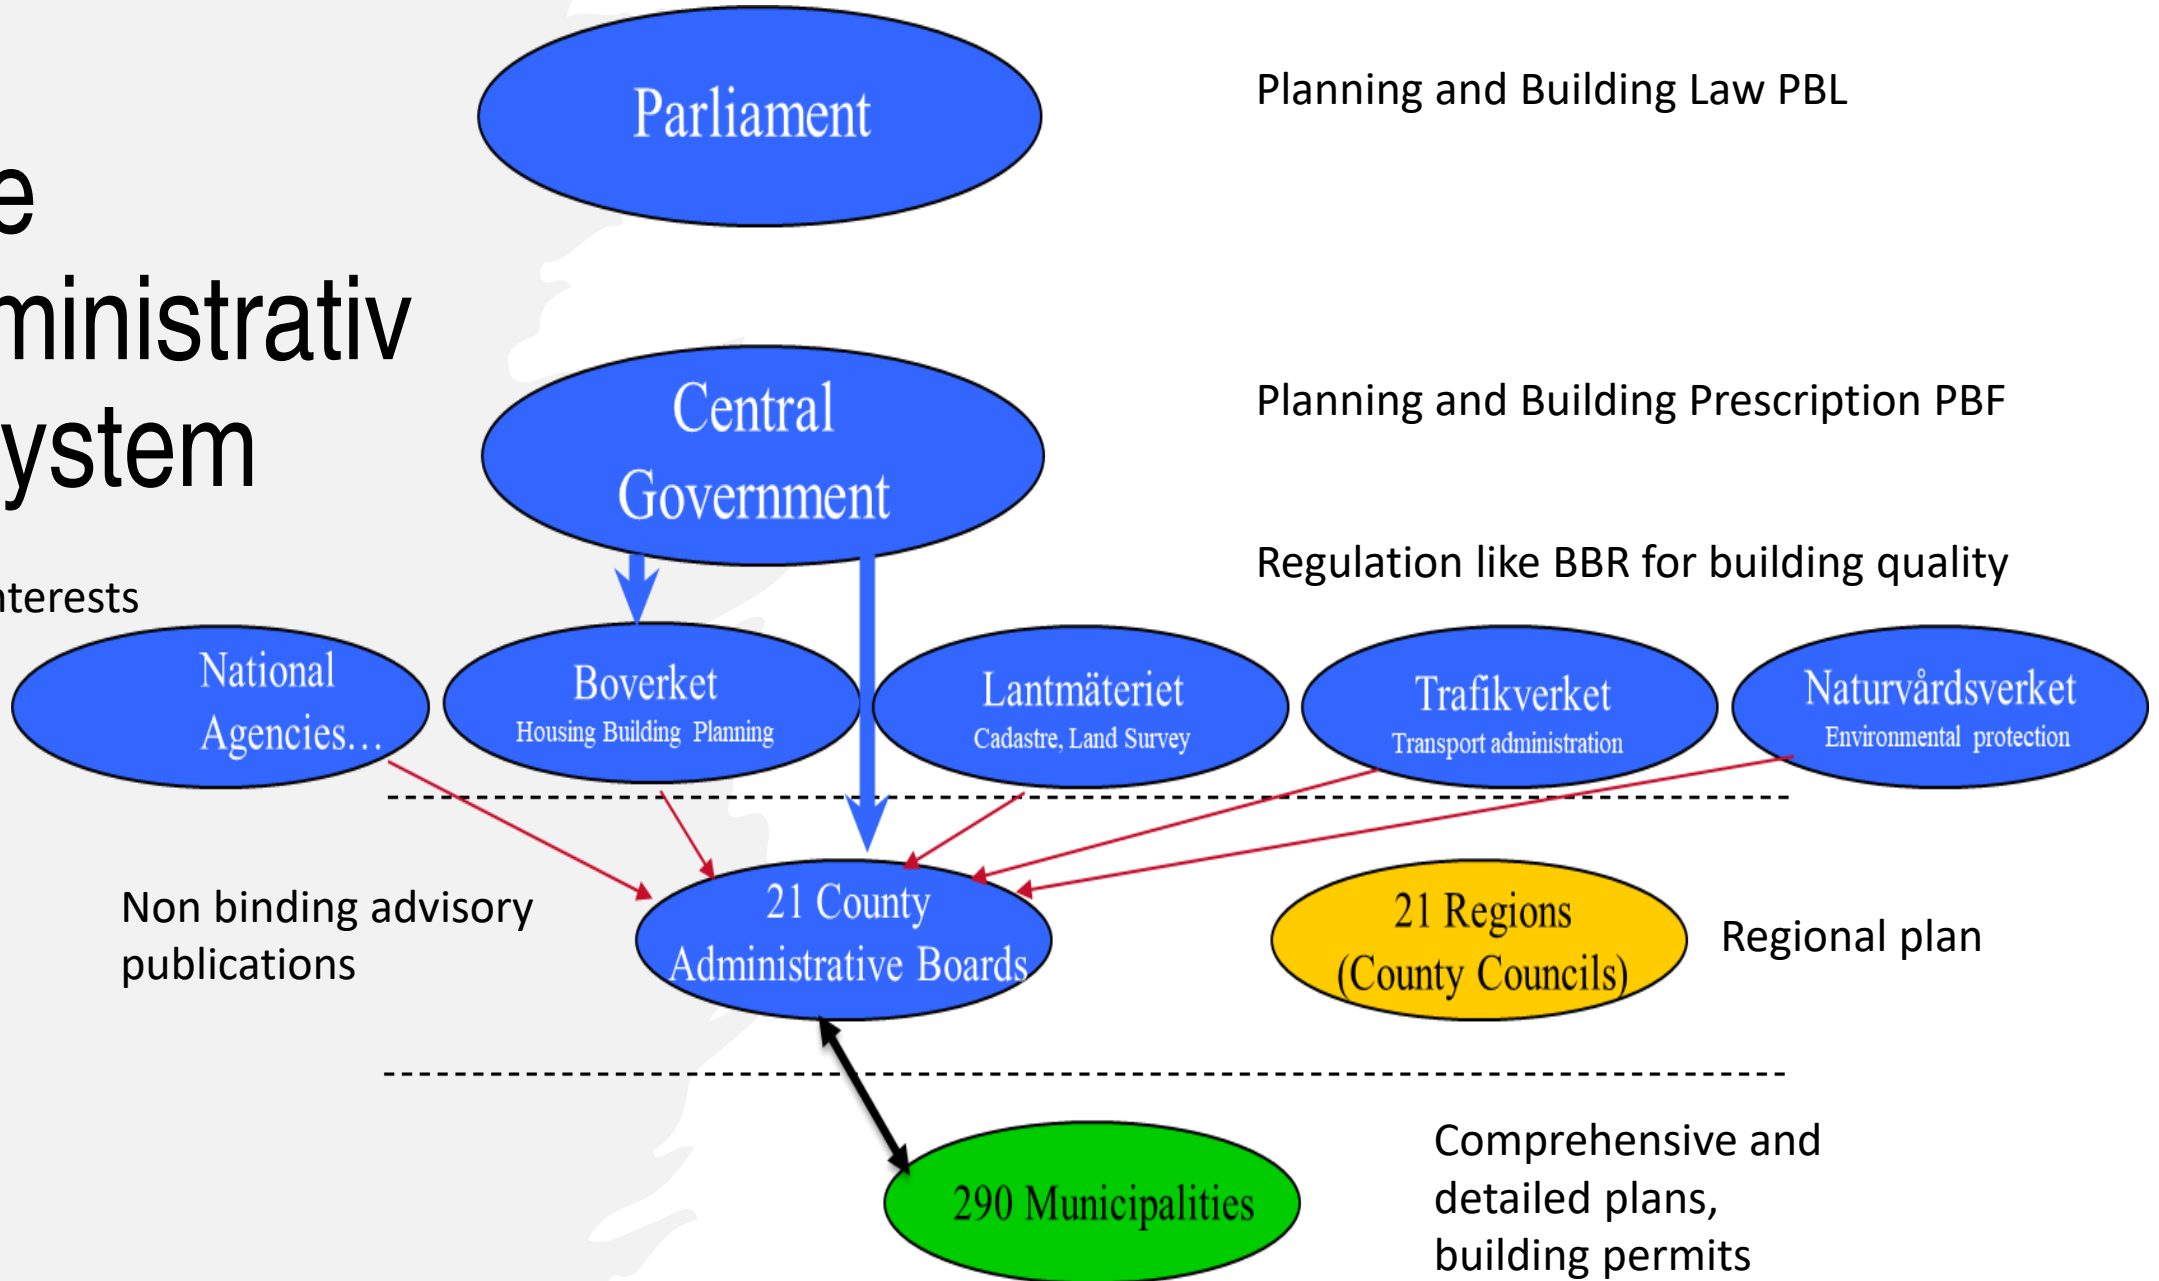 Parliament
Planning and Building Law PBL
e
ministrativ
ystem
Central
Government
Planning and Building Prescription PBF
Regulation like BBR for building quality
nterests
National
Agencies...
Boverket
Housing Building Planning
Lantmäteriet
Cadastre, Land Survey
Trafikverket
Transport administration
Naturvårdsverket
Environmental protection
Non binding advisory
publications
21 County
Administrative Boards
21 Regions
(County Councils)
Regional plan
290 Municipalities
Comprehensive and
detailed plans,
building permits